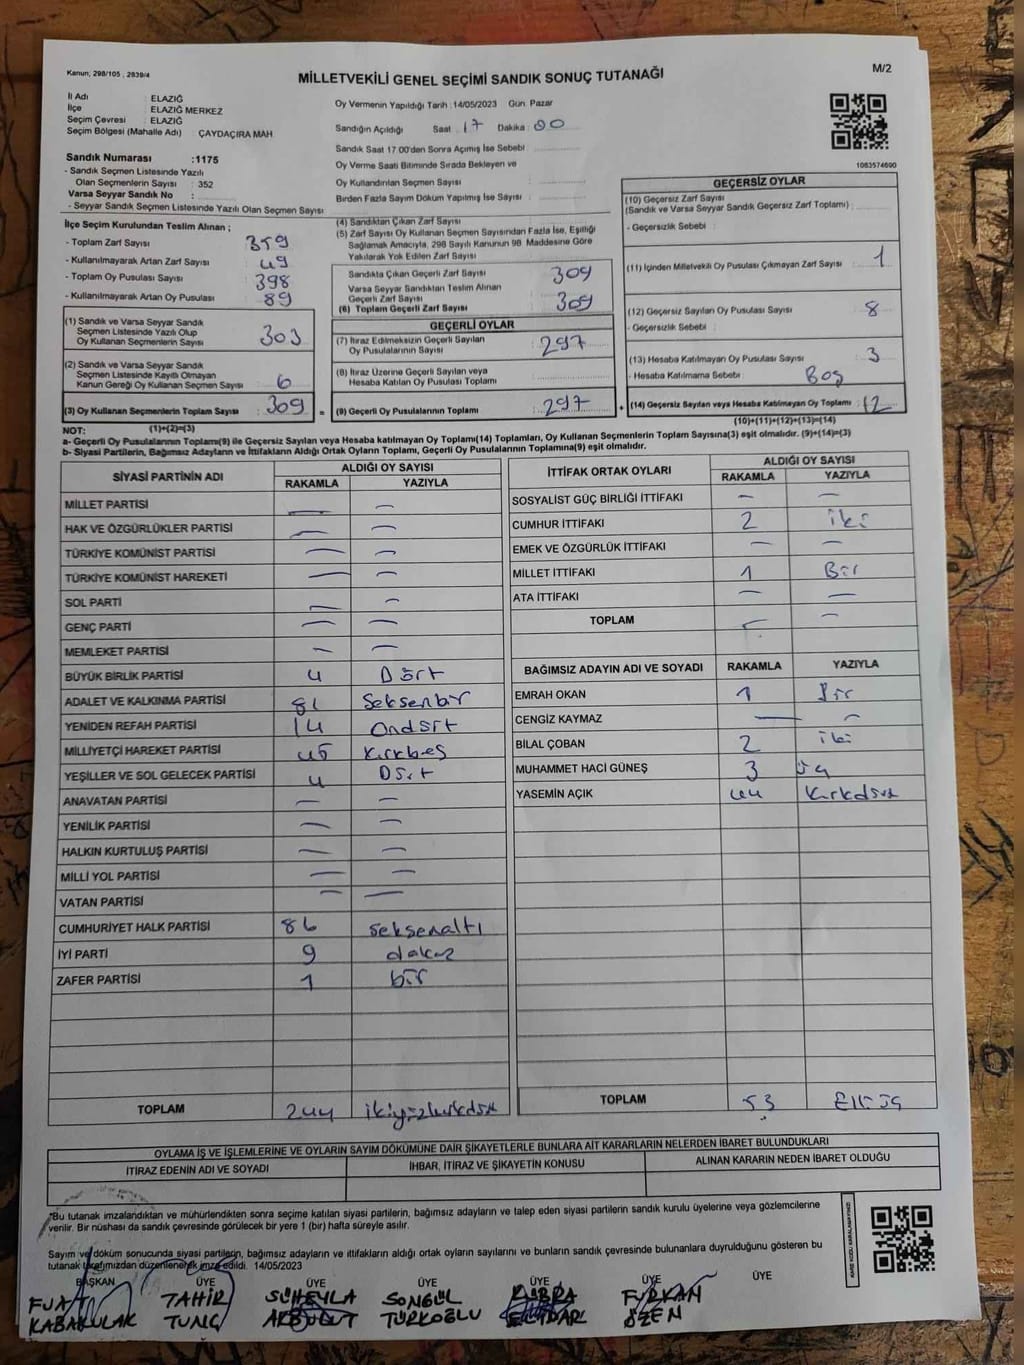 Kanun; 298/105 , 2839/4
M/2
MİLLETVEKİLİ GENEL SEÇİMİ SANDIK SONUÇ TUTANAĞI
İl Adı : ELAZIĞ
İlçe : ELAZIĞ MERKEZ
Seçim Çevresi : ELAZIĞ
Seçim Bölgesi (Mahalle Adı) : ÇAYDAÇIRA MAH.
Sandık Numarası :1175
- Sandık Seçmen Listesinde Yazılı
Olan Seçmenlerin Sayısı : 352
Varsa Seyyar Sandık No :
- Seyyar Sandık Seçmen Listesinde Yazılı Olan Seçmen Sayısı
Oy Vermenin Yapıldığı Tarih :14/05/2023 Gün: Pazar
Sandığın Açıldığı Saat : 17 Dakika : 00
Sandık Saat 17:00'den Sonra Açılmış İse Sebebi :
Oy Verme Saati Bitiminde Sırada Bekleyen ve
Oy Kullandırılan Seçmen Sayısı :
Birden Fazla Sayım Döküm Yapılmış İse Sayısı :
1083574690
İlçe Seçim Kurulundan Teslim Alınan ;
- Toplam Zarf Sayısı : 359
- Kullanılmayarak Artan Zarf Sayısı : 49
- Toplam Oy Pusulası Sayısı : 398
- Kullanılmayarak Artan Oy Pusulası : 89
(1) Sandık ve Varsa Seyyar Sandık
Seçmen Listesinde Yazılı Olup
Oy Kullanan Seçmenlerin Sayısı : 303
(2) Sandık ve Varsa Seyyar Sandık
Seçmen Listesinde Kayıtlı Olmayan
Kanun Gereği Oy Kullanan Seçmen Sayısı : 6
(3) Oy Kullanan Seçmenlerin Toplam Sayısı : 309
(1)+(2)=(3)
(4) Sandıktan Çıkan Zarf Sayısı
(5) Zarf Sayısı Oy Kullanan Seçmen Sayısından Fazla İse, Eşitliği
Sağlamak Amacıyla, 298 Sayılı Kanunun 98. Maddesine Göre
Yakılarak Yok Edilen Zarf Sayısı
Sandıkta Çıkan Geçerli Zarf Sayısı : 309
Varsa Seyyar Sandıktan Teslim Alınan
Geçerli Zarf Sayısı
(6) Toplam Geçerli Zarf Sayısı : 309
GEÇERLİ OYLAR
(7) İtiraz Edilmeksizin Geçerli Sayılan
Oy Pusulalarının Sayısı : 297
(8) İtiraz Üzerine Geçerli Sayılan veya
Hesaba Katılan Oy Pusulası Toplamı
= (9) Geçerli Oy Pusulalarının Toplamı : 297
GEÇERSİZ OYLAR
(10) Geçersiz Zarf Sayısı
(Sandık ve Varsa Seyyar Sandık Geçersiz Zarf Toplamı) :
- Geçersizlik Sebebi :
(11) İçinden Milletvekili Oy Pusulası Çıkmayan Zarf Sayısı : 1
(12) Geçersiz Sayılan Oy Pusulası Sayısı : 8
- Geçersizlik Sebebi :
(13) Hesaba Katılmayan Oy Pusulası Sayısı : 3
- Hesaba Katılmama Sebebi : Boş
+ (14) Geçersiz Sayılan veya Hesaba Katılmayan Oy Toplamı : 12
(10)+(11)+(12)+(13)=(14)
NOT:
a- Geçerli Oy Pusulalarının Toplamı(9) ile Geçersiz Sayılan veya Hesaba katılmayan Oy Toplamı(14) Toplamları, Oy Kullanan Seçmenlerin Toplam Sayısına(3) eşit olmalıdır. (9)+(14)=(3)
b- Siyasi Partilerin, Bağımsız Adayların ve İttifakların Aldığı Ortak Oyların Toplamı, Geçerli Oy Pusulalarının Toplamına(9) eşit olmalıdır.
SİYASİ PARTİNİN ADI ALDIĞI OY SAYISI
RAKAMLA YAZIYLA
MİLLET PARTİSI — —
HAK VE ÖZGÜRLÜKLER PARTİSİ — —
TÜRKİYE KOMÜNİST PARTİSİ — —
TÜRKİYE KOMÜNİST HAREKETİ — —
SOL PARTİ — —
GENÇ PARTİ — —
MEMLEKET PARTİSİ — —
BÜYÜK BİRLİK PARTİSİ 4 Dört
ADALET VE KALKINMA PARTİSİ 81 Seksenbir
YENİDEN REFAH PARTİSİ 14 Ondört
MİLLİYETÇİ HAREKET PARTİSİ 45 Kırkbeş
YEŞİLLER VE SOL GELECEK PARTİSİ 4 Dört
ANAVATAN PARTİSİ — —
YENİLİK PARTİSİ — —
HALKIN KURTULUŞ PARTİSİ — —
MİLLİ YOL PARTİSİ — —
VATAN PARTİSİ — —
CUMHURİYET HALK PARTİSİ 86 seksenaltı
İYİ PARTİ 9 dokuz
ZAFER PARTİSİ 1 bir
TOPLAM 244 ikiyüzkırkdört
İTTİFAK ORTAK OYLARI ALDIĞI OY SAYISI
RAKAMLA YAZIYLA
SOSYALİST GÜÇ BİRLİĞİ İTTİFAKI — —
CUMHUR İTTİFAKI 2 iki
EMEK VE ÖZGÜRLÜK İTTİFAKI — —
MİLLET İTTİFAKI 1 Bir
ATA İTTİFAKI — —
TOPLAM —
BAĞIMSIZ ADAYIN ADI VE SOYADI RAKAMLA YAZIYLA
EMRAH OKAN 1 Bir
CENGİZ KAYMAZ — —
BİLAL ÇOBAN 2 iki
MUHAMMET HACİ GÜNEŞ 3 üç
YASEMİN AÇIK 44 Kırkdört
TOPLAM 53 Elliüç
OYLAMA İŞ VE İŞLEMLERİNE VE OYLARIN SAYIM DÖKÜMÜNE DAİR ŞİKAYETLERLE BUNLARA AİT KARARLARIN NELERDEN İBARET BULUNDUKLARI
İTİRAZ EDENİN ADI VE SOYADI İHBAR, İTİRAZ VE ŞİKAYETİN KONUSU ALINAN KARARIN NEDEN İBARET OLDUĞU
*Bu tutanak imzalandıktan ve mühürlendikten sonra seçime katılan siyasi partilerin, bağımsız adayların ve talep eden siyasi partilerin sandık kurulu üyelerine veya gözlemcilerine
verilir. Bir nüshası da sandık çevresinde görülecek bir yere 1 (bir) hafta süreyle asılır.
Sayım ve döküm sonucunda siyasi partilerin, bağımsız adayların ve ittifakların aldığı ortak oyların sayılarını ve bunların sandık çevresinde bulunanlara duyrulduğunu gösteren bu
tutanak tarafımızdan düzenlenerek imza edildi. 14/05/2023
KARE KODU KARALAMAYINIZ!
BAŞKAN ÜYE ÜYE ÜYE ÜYE ÜYE ÜYE
FUAT TAHİR SÜHEYLA SONGÜL KÜBRA FURKAN
KABAKULAK TUNÇ AKBULUT TÜRKOĞLU ÖZEN